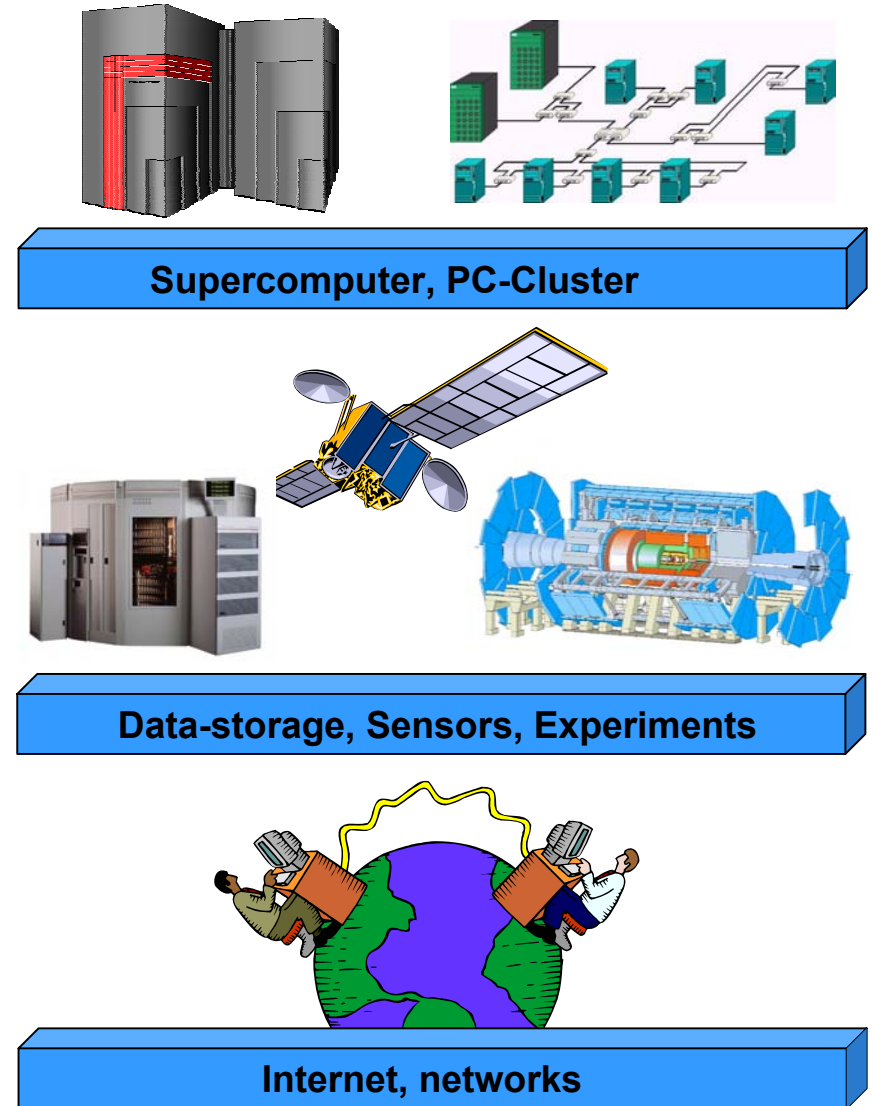 Supercomputer, PC-Cluster
Data-storage, Sensors, Experiments
Internet, networks